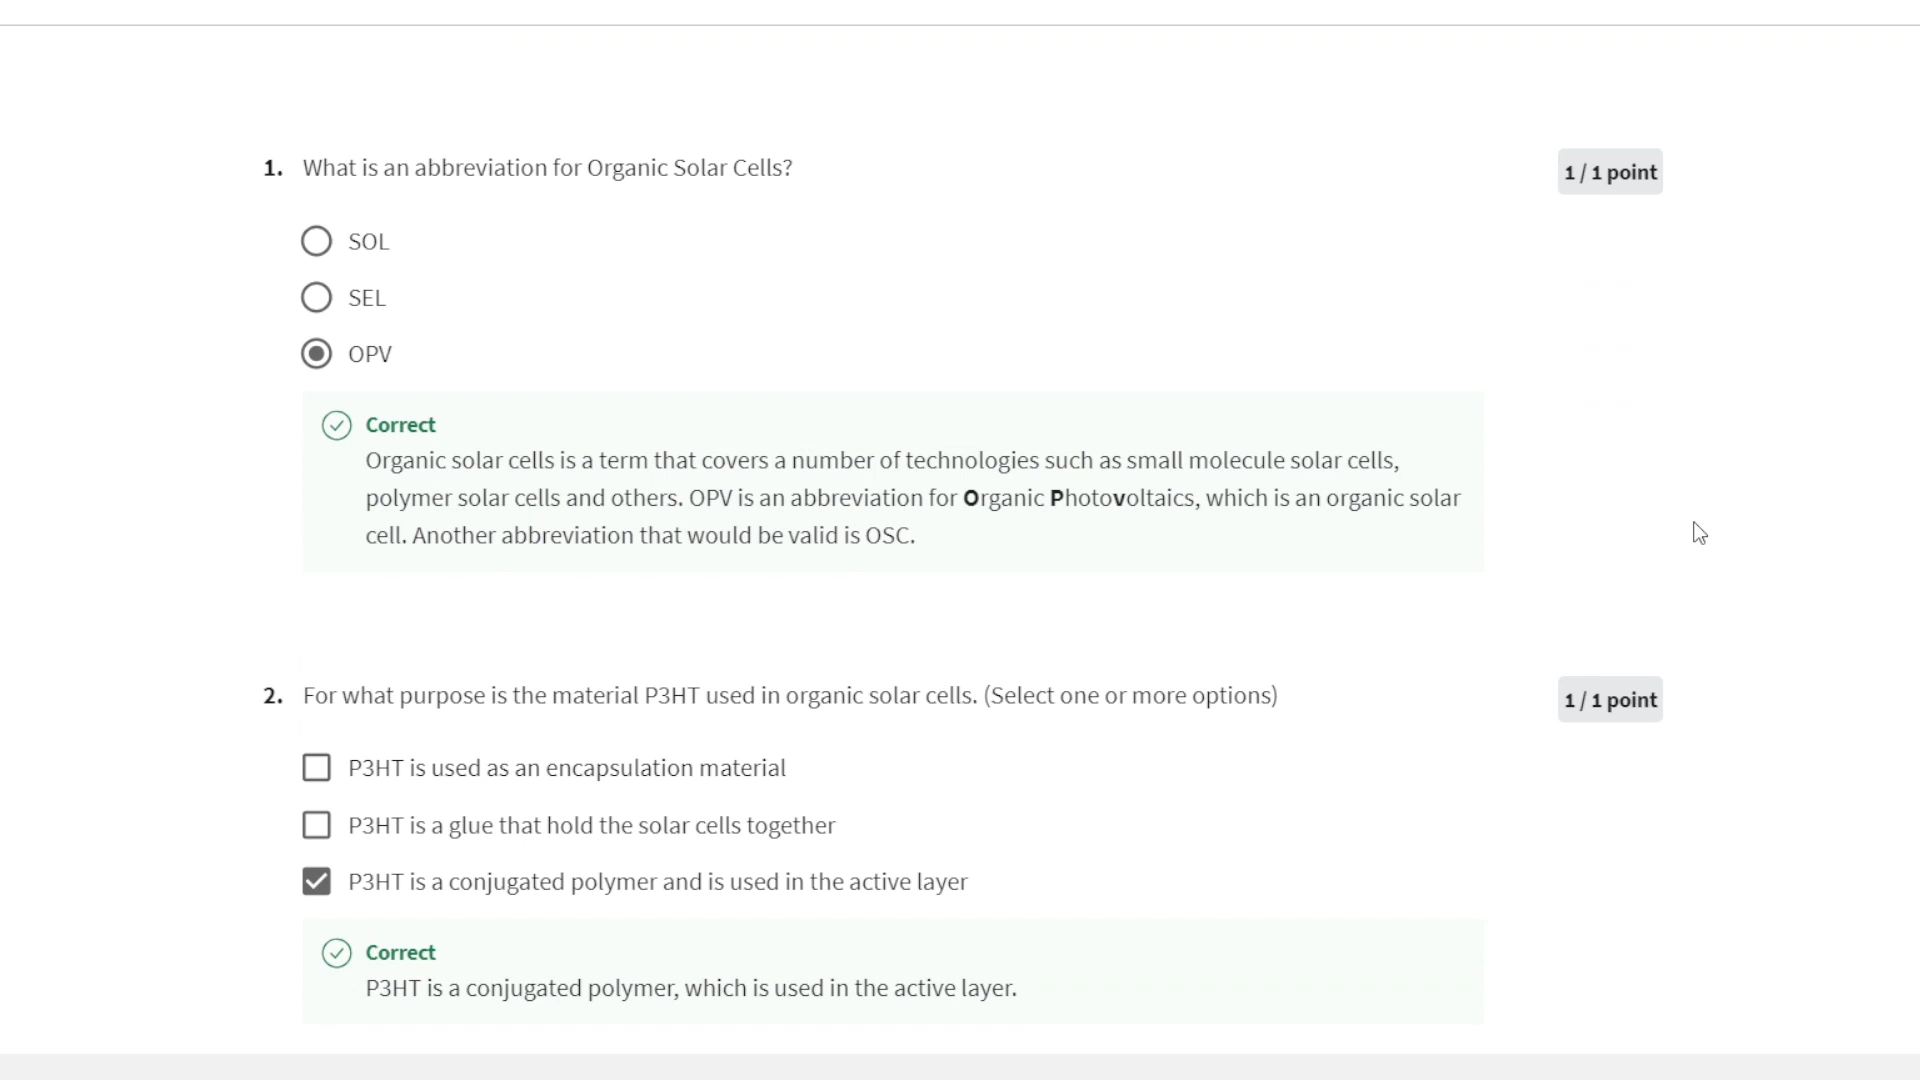 1. What is an abbreviation for Organic Solar Cells?
1 / 1 point
SOL
SEL
OPV
Correct
Organic solar cells is a term that covers a number of technologies such as small molecule solar cells,
polymer solar cells and others. OPV is an abbreviation for Organic Photovoltaics, which is an organic solar
cell. Another abbreviation that would be valid is OSC.
2. For what purpose is the material P3HT used in organic solar cells. (Select one or more options)
1 / 1 point
P3HT is used as an encapsulation material
P3HT is a glue that hold the solar cells together
P3HT is a conjugated polymer and is used in the active layer
Correct
P3HT is a conjugated polymer, which is used in the active layer.